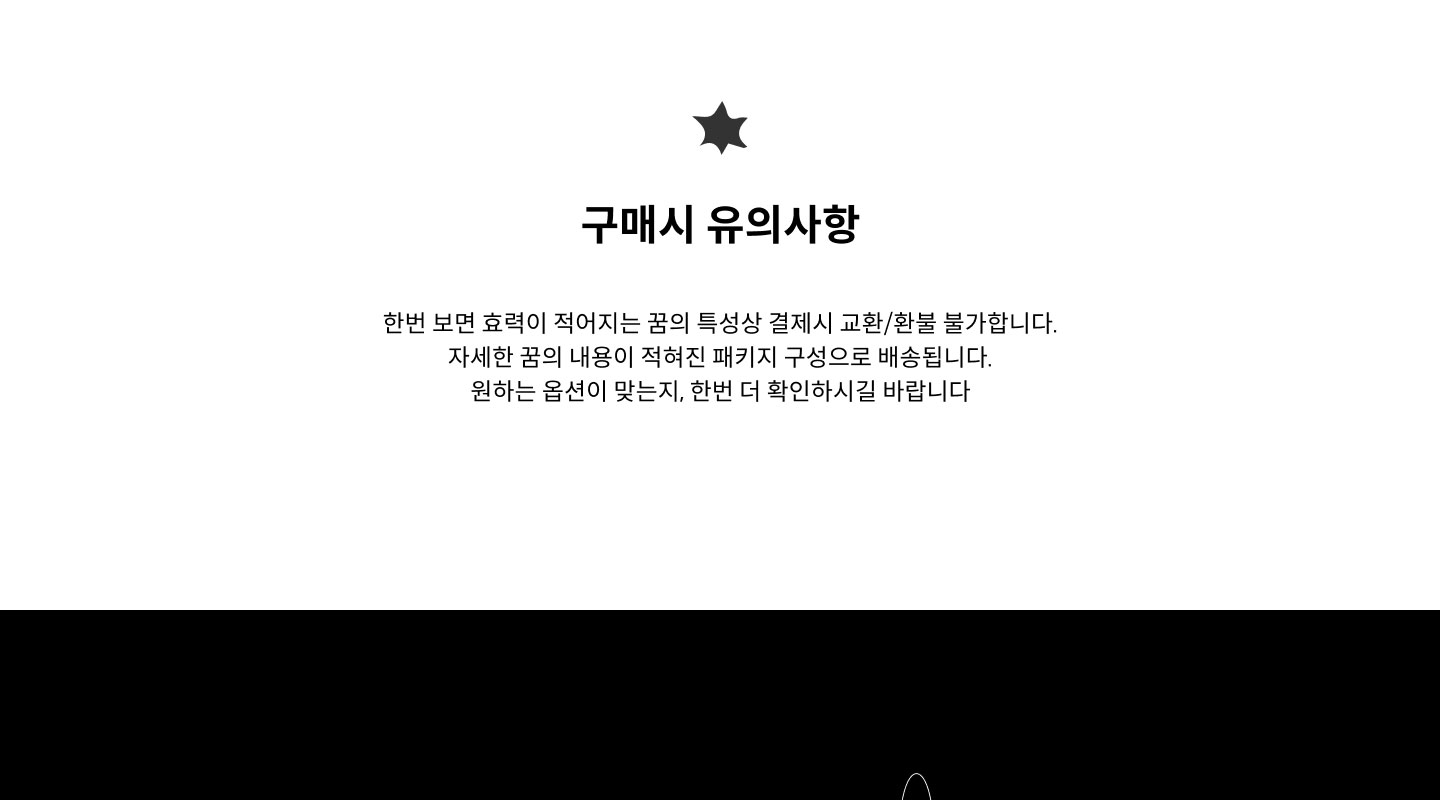 구매시 유의사항
한번 보면 효력이 적어지는 꿈의 특성상 결제시 교환/환불 불가합니다.
자세한 꿈의 내용이 적혀진 패키지 구성으로 배송됩니다.
원하는 옵션이 맞는지, 한번 더 확인하시길 바랍니다